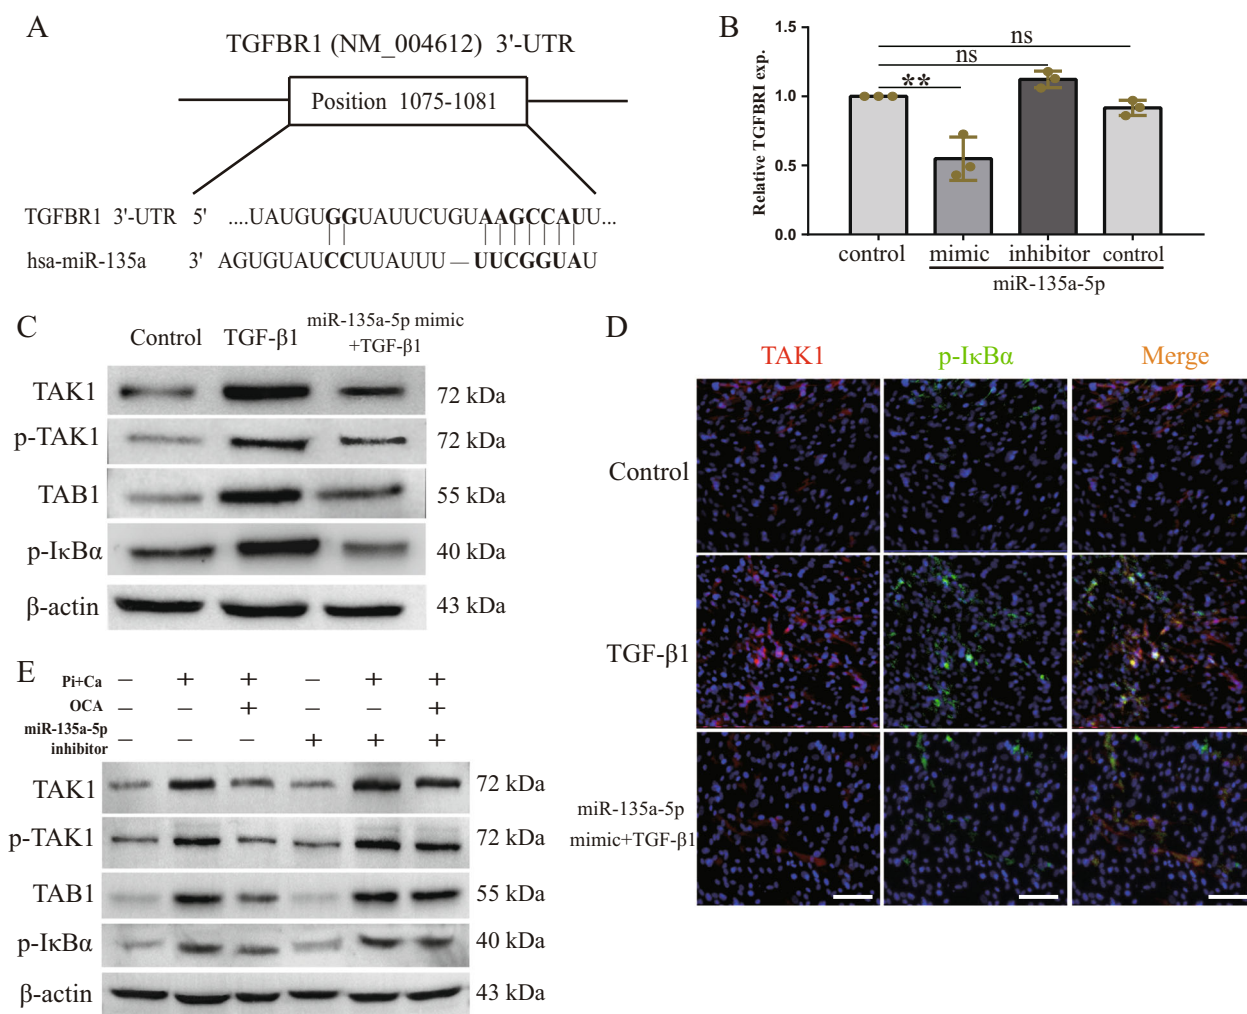 A
TGFBR1 (NM_004612) 3'-UTR
Position 1075-1081
TGFBR1 3'-UTR 5' ....UAUGUGGUAUUCUGUAAGCCAUU...
hsa-miR-135a 3' AGUGUAUCCUUAUUU — UUCGGUAU
B
Relative TGFBRI exp.
1.5
1.0
0.5
0.0
ns
ns
**
control mimic inhibitor control
miR-135a-5p
C
Control TGF-β1 miR-135a-5p mimic
+TGF-β1
TAK1 72 kDa
p-TAK1 72 kDa
TAB1 55 kDa
p-IκBα 40 kDa
β-actin 43 kDa
D
TAK1 p-IκBα Merge
Control
TGF-β1
miR-135a-5p
mimic+TGF-β1
E
Pi+Ca − + + − + +
OCA − − + − − +
miR-135a-5p
inhibitor − − − + + +
TAK1 72 kDa
p-TAK1 72 kDa
TAB1 55 kDa
p-IκBα 40 kDa
β-actin 43 kDa